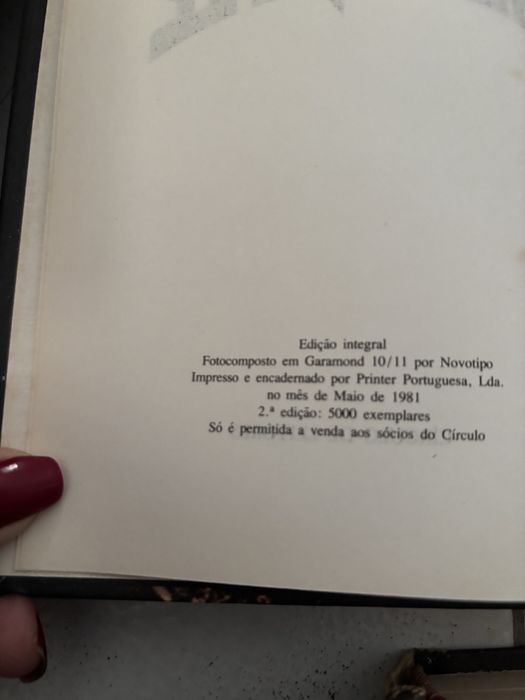 Edição integral
Fotocomposto em Garamond 10/11 por Novotipo
Impresso e encadernado por Printer Portuguesa, Lda.
no mês de Maio de 1981
2.ª edição: 5000 exemplares
Só é permitida a venda aos sócios do Círculo